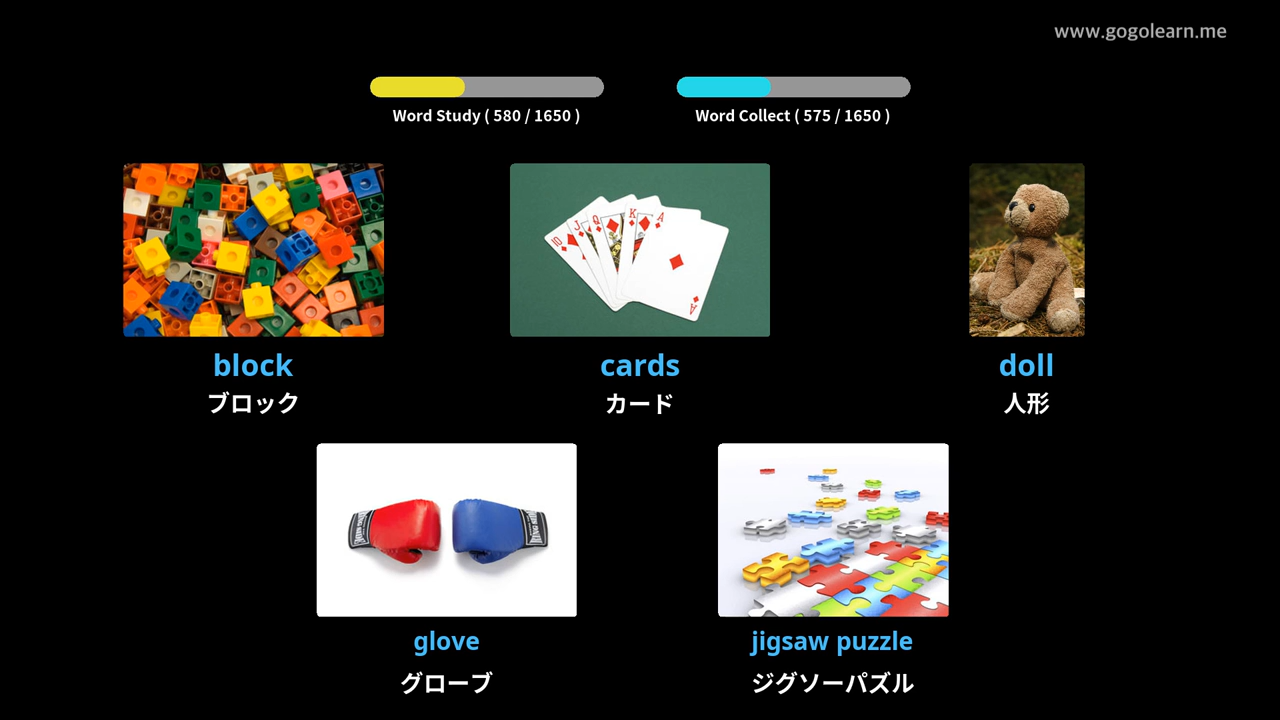 www.gogolearn.me
Word Study ( 580 / 1650 )
Word Collect ( 575 / 1650 )
10 J Q K A
A
block
cards
doll
ブロック
カード
人形
glove
jigsaw puzzle
グローブ
ジグソーパズル